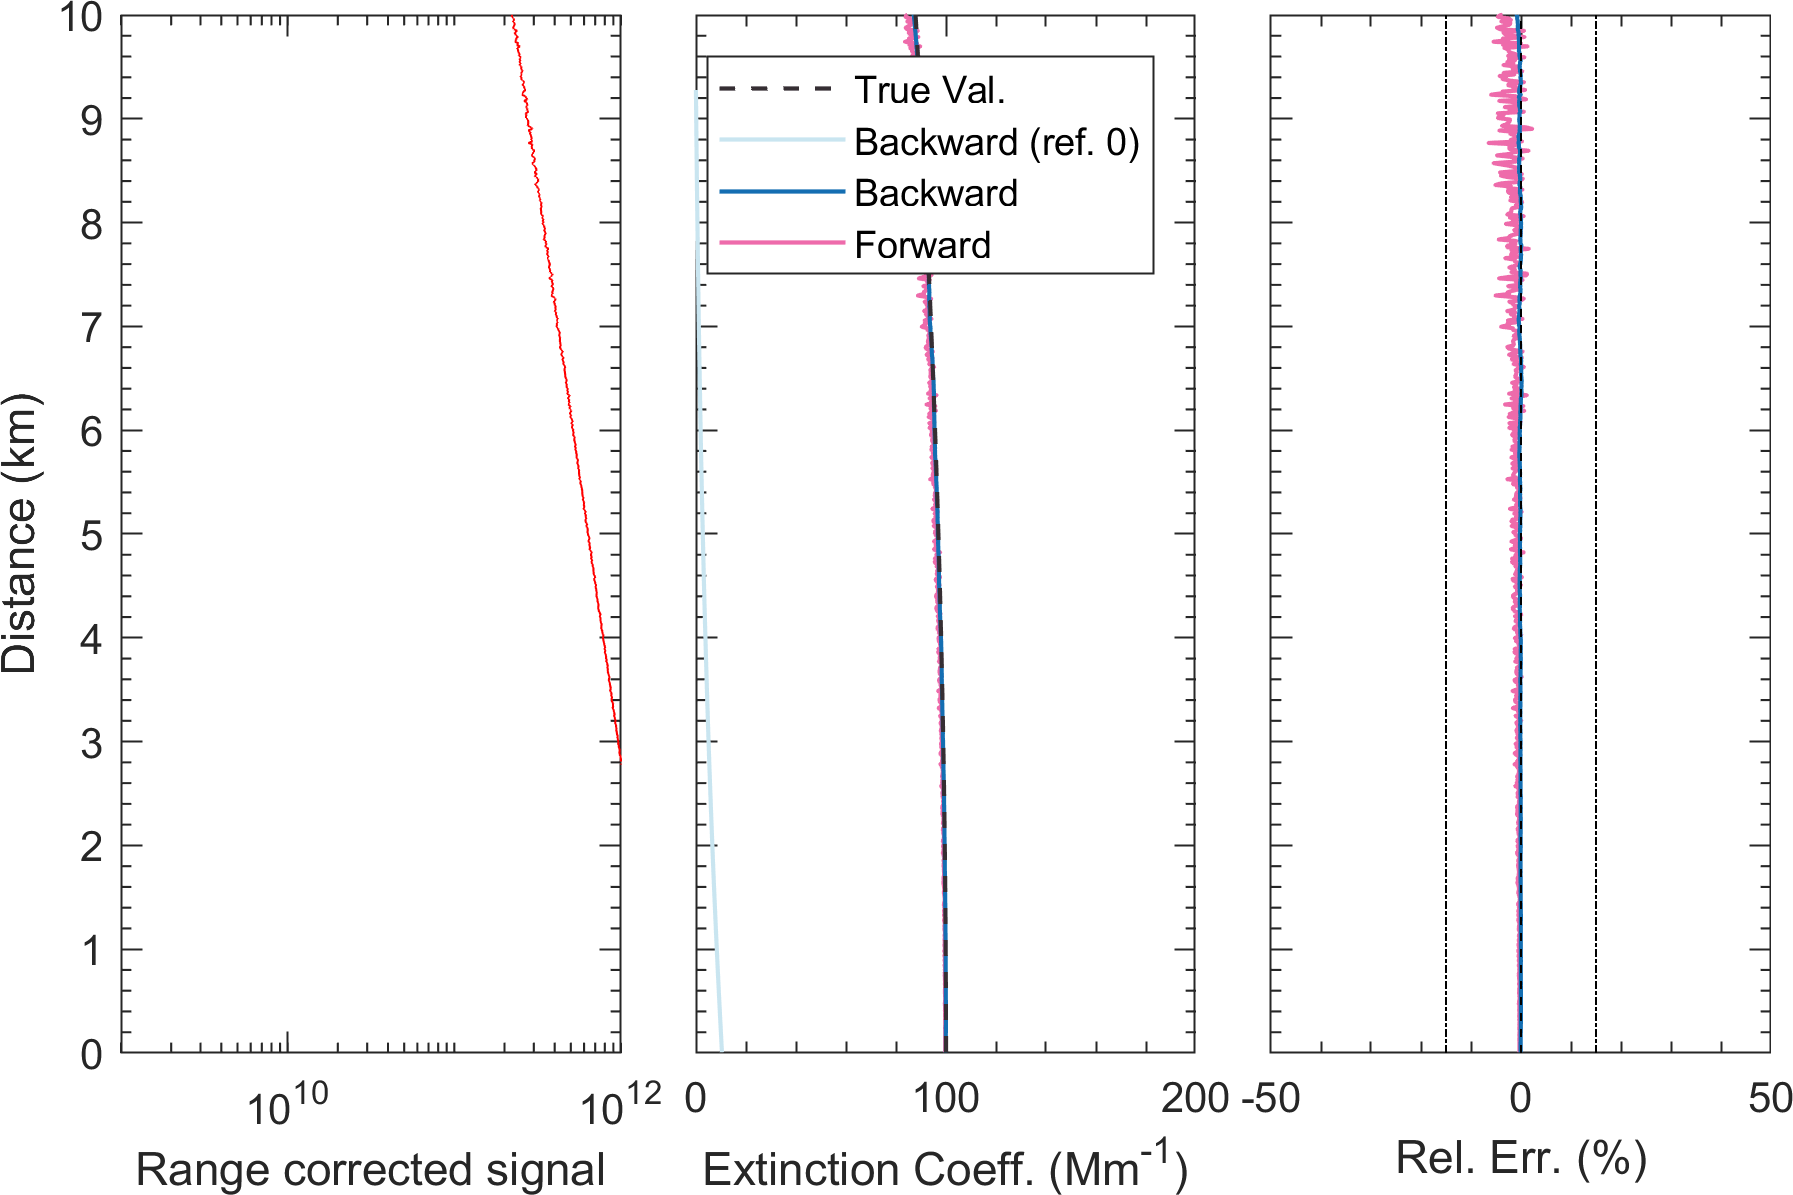 10
9
8
7
6
5
4
3
2
1
0
Distance (km)
10^10
10^12
Range corrected signal
True Val.
Backward (ref. 0)
Backward
Forward
0
100
200
Extinction Coeff. (Mm^-1)
-50
0
50
Rel. Err. (%)